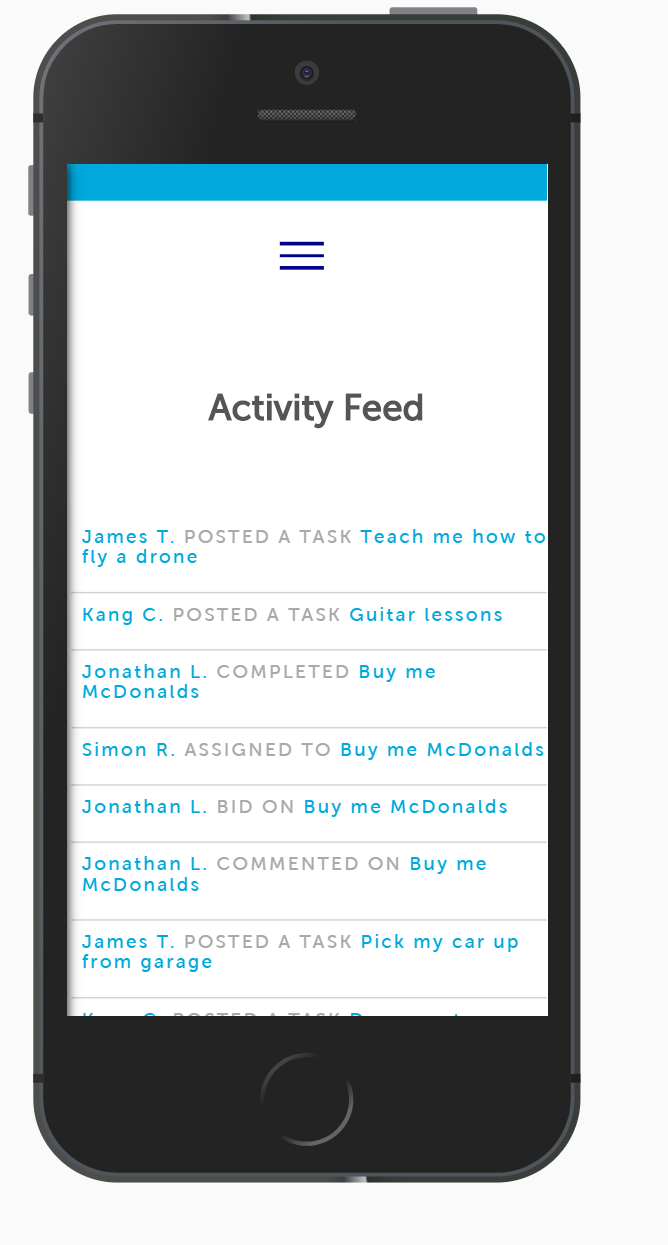 Activity Feed
James T. POSTED A TASK Teach me how to
fly a drone
Kang C. POSTED A TASK Guitar lessons
Jonathan L. COMPLETED Buy me
McDonalds
Simon R. ASSIGNED TO Buy me McDonalds
Jonathan L. BID ON Buy me McDonalds
Jonathan L. COMMENTED ON Buy me
McDonalds
James T. POSTED A TASK Pick my car up
from garage
POSTED A TASK